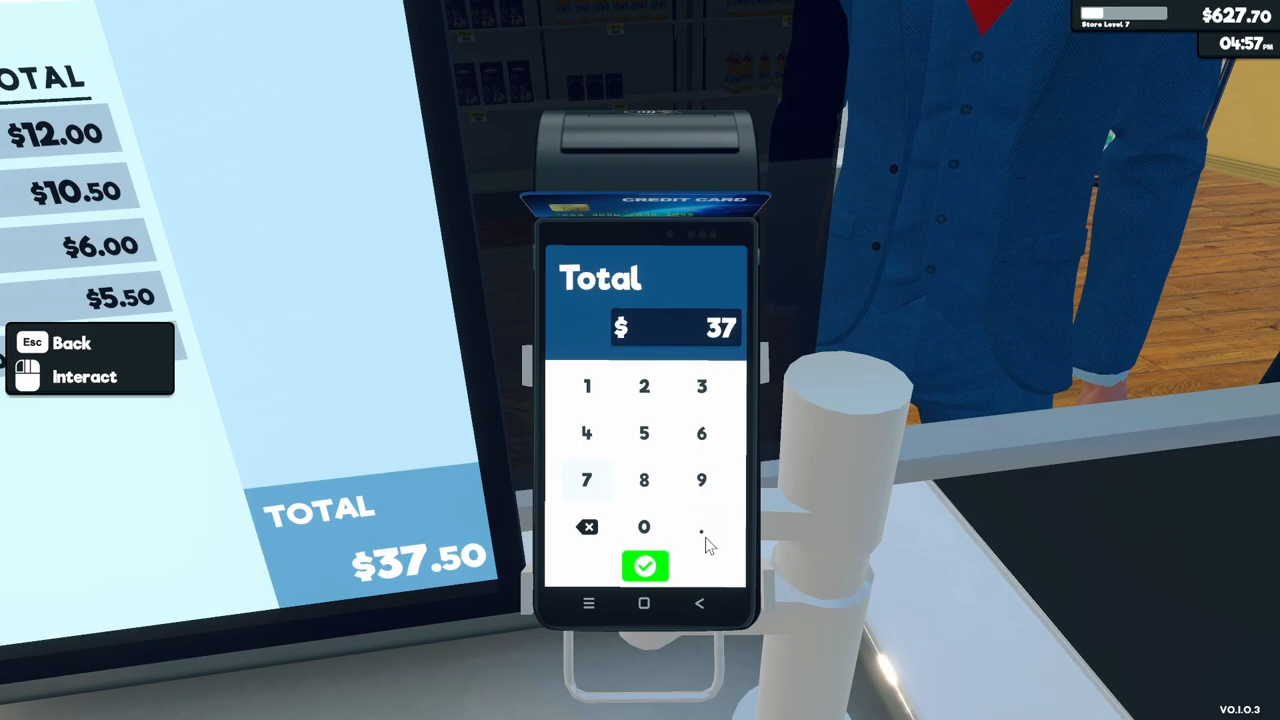 OTAL
$12.00
$10.50
$6.00
$5.50
Esc Back
Interact
TOTAL
$37.50
CREDIT CARD
Total
$ 37
1 2 3
4 5 6
7 8 9
0 .
Store Level 7
$627.70
04:57PM
V0.1.0.3